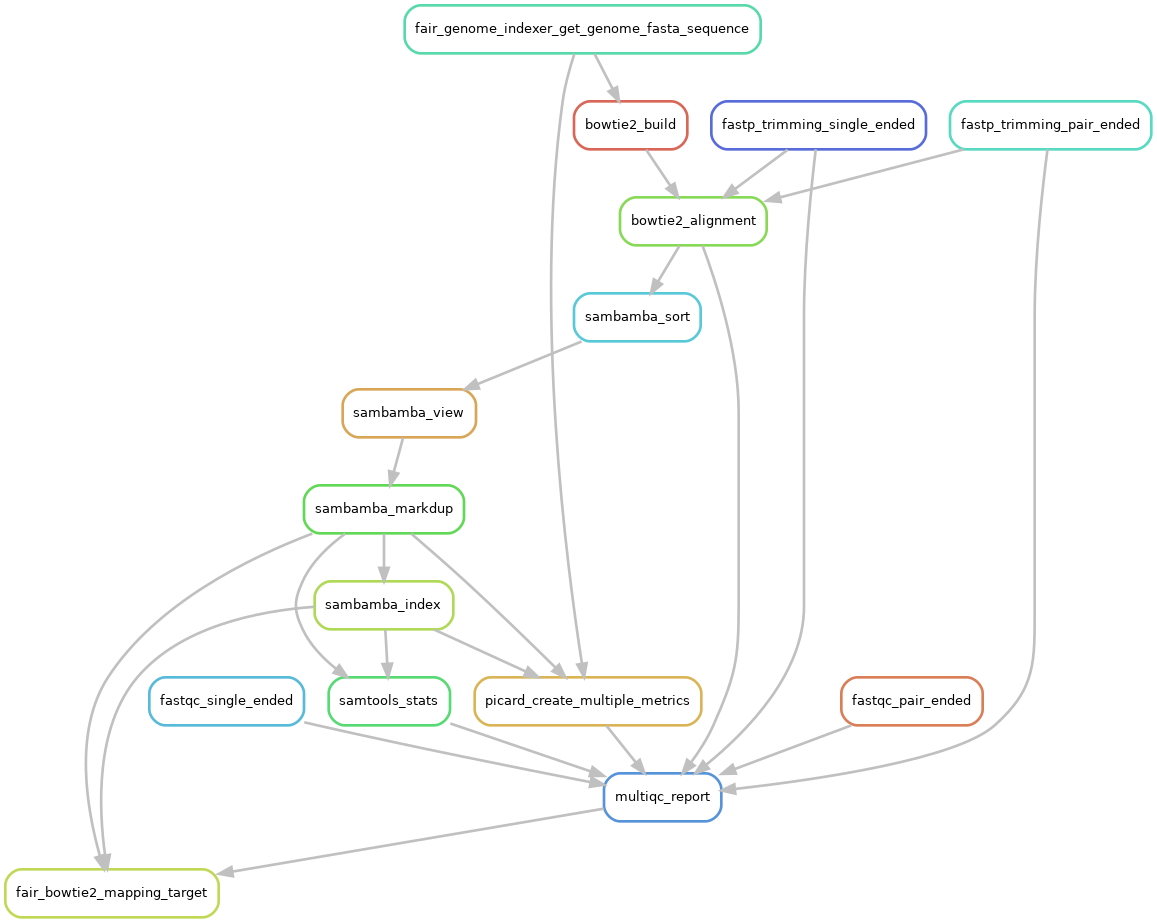 fair_genome_indexer_get_genome_fasta_sequence
bowtie2_build
fastp_trimming_single_ended
fastp_trimming_pair_ended
bowtie2_alignment
sambamba_sort
sambamba_view
sambamba_markdup
sambamba_index
fastqc_single_ended
samtools_stats
picard_create_multiple_metrics
fastqc_pair_ended
multiqc_report
fair_bowtie2_mapping_target